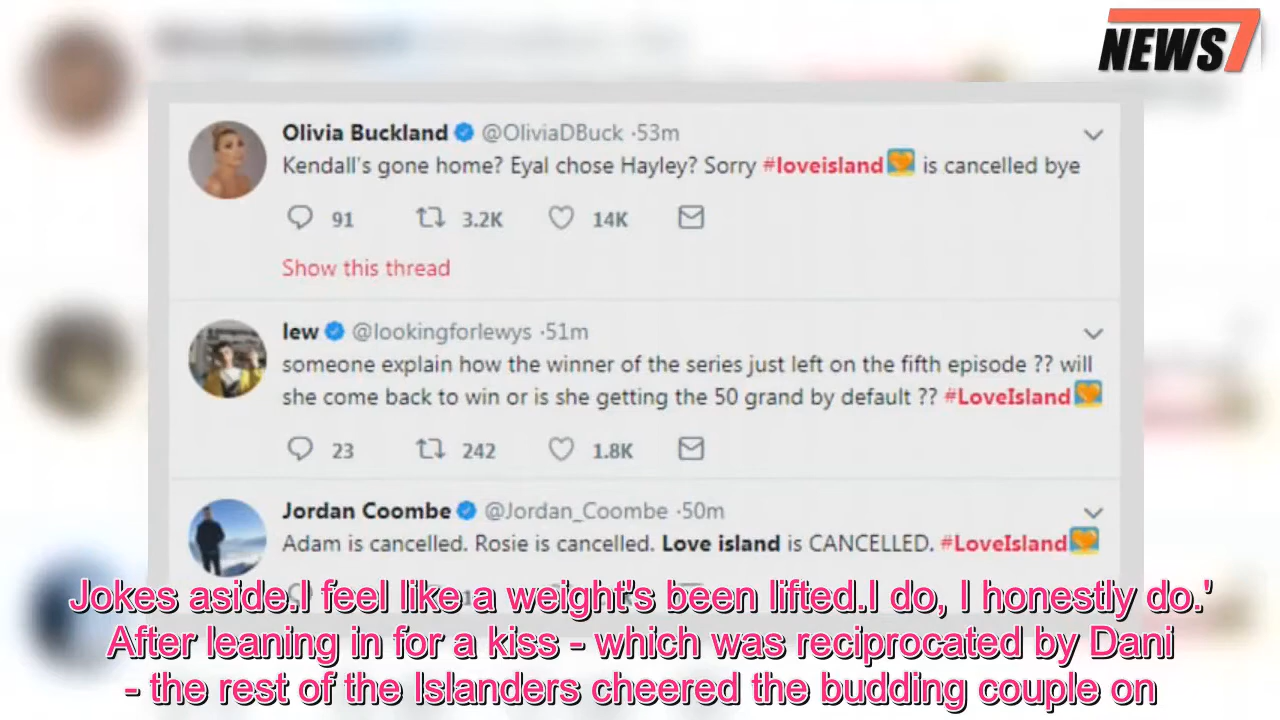 NEWS7
Olivia Buckland @OliviaDBuck ·53m
Kendall's gone home? Eyal chose Hayley? Sorry #loveisland is cancelled bye
91 3.2K 14K
Show this thread
lew @lookingforlewys ·51m
someone explain how the winner of the series just left on the fifth episode ?? will
she come back to win or is she getting the 50 grand by default ?? #LoveIsland
23 242 1.8K
Jordan Coombe @Jordan_Coombe ·50m
Adam is cancelled. Rosie is cancelled. Love island is CANCELLED. #LoveIsland
Jokes aside.I feel like a weight's been lifted.I do, I honestly do.'
After leaning in for a kiss - which was reciprocated by Dani
- the rest of the Islanders cheered the budding couple on